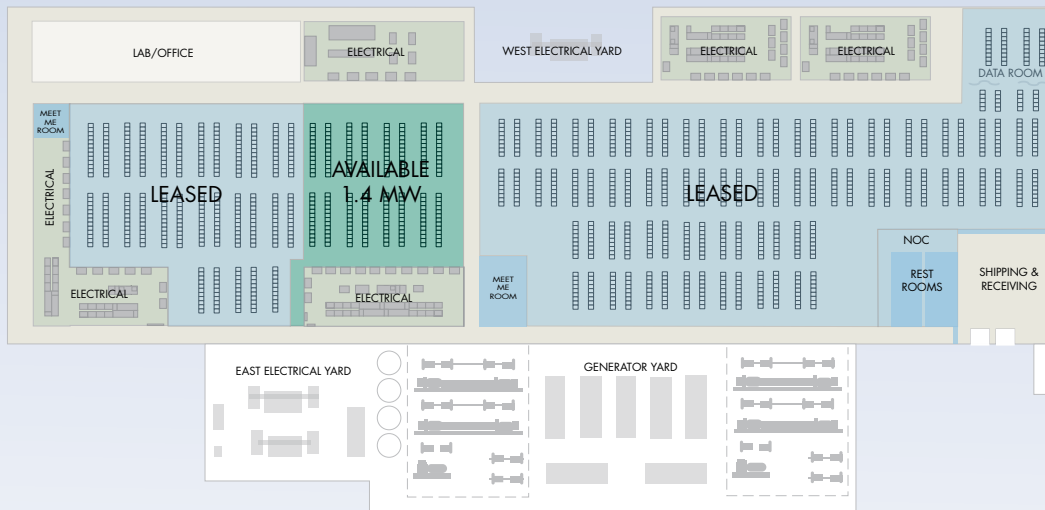 LAB/OFFICE
ELECTRICAL
WEST ELECTRICAL YARD
ELECTRICAL
ELECTRICAL
DATA ROOM
MEET
ME
ROOM
ELECTRICAL
LEASED
AVAILABLE
1.4 MW
LEASED
NOC
MEET
ME
ROOM
REST
ROOMS
SHIPPING &
RECEIVING
ELECTRICAL
ELECTRICAL
EAST ELECTRICAL YARD
GENERATOR YARD